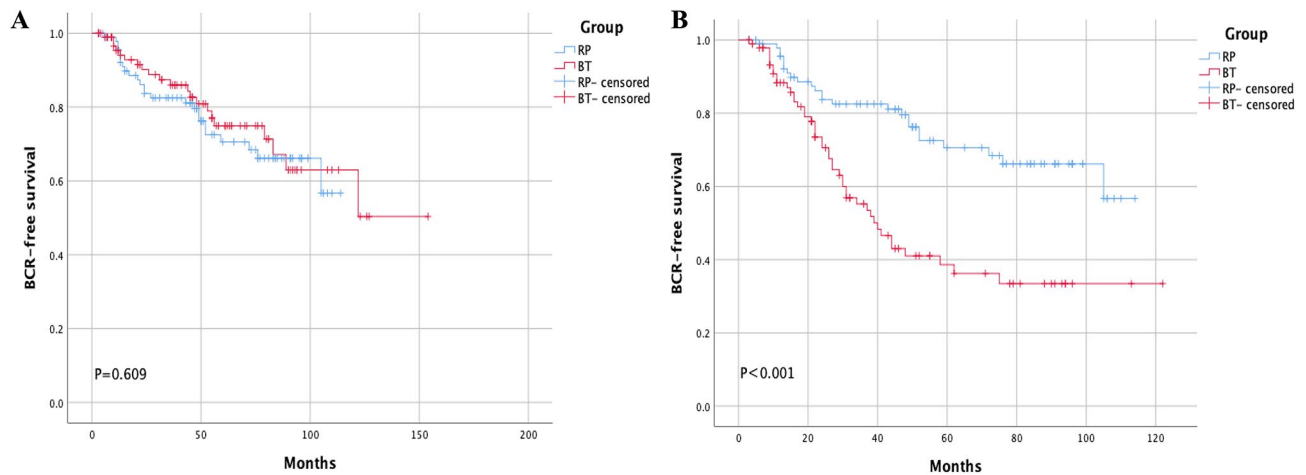 A
BCR-free survival
1.0
0.8
0.6
0.4
0.2
0.0
P=0.609
0
50
100
150
200
Months
Group
RP
BT
RP- censored
BT- censored
B
BCR-free survival
1.0
0.8
0.6
0.4
0.2
0.0
P<0.001
0
20
40
60
80
100
120
Months
Group
RP
BT
RP- censored
BT- censored